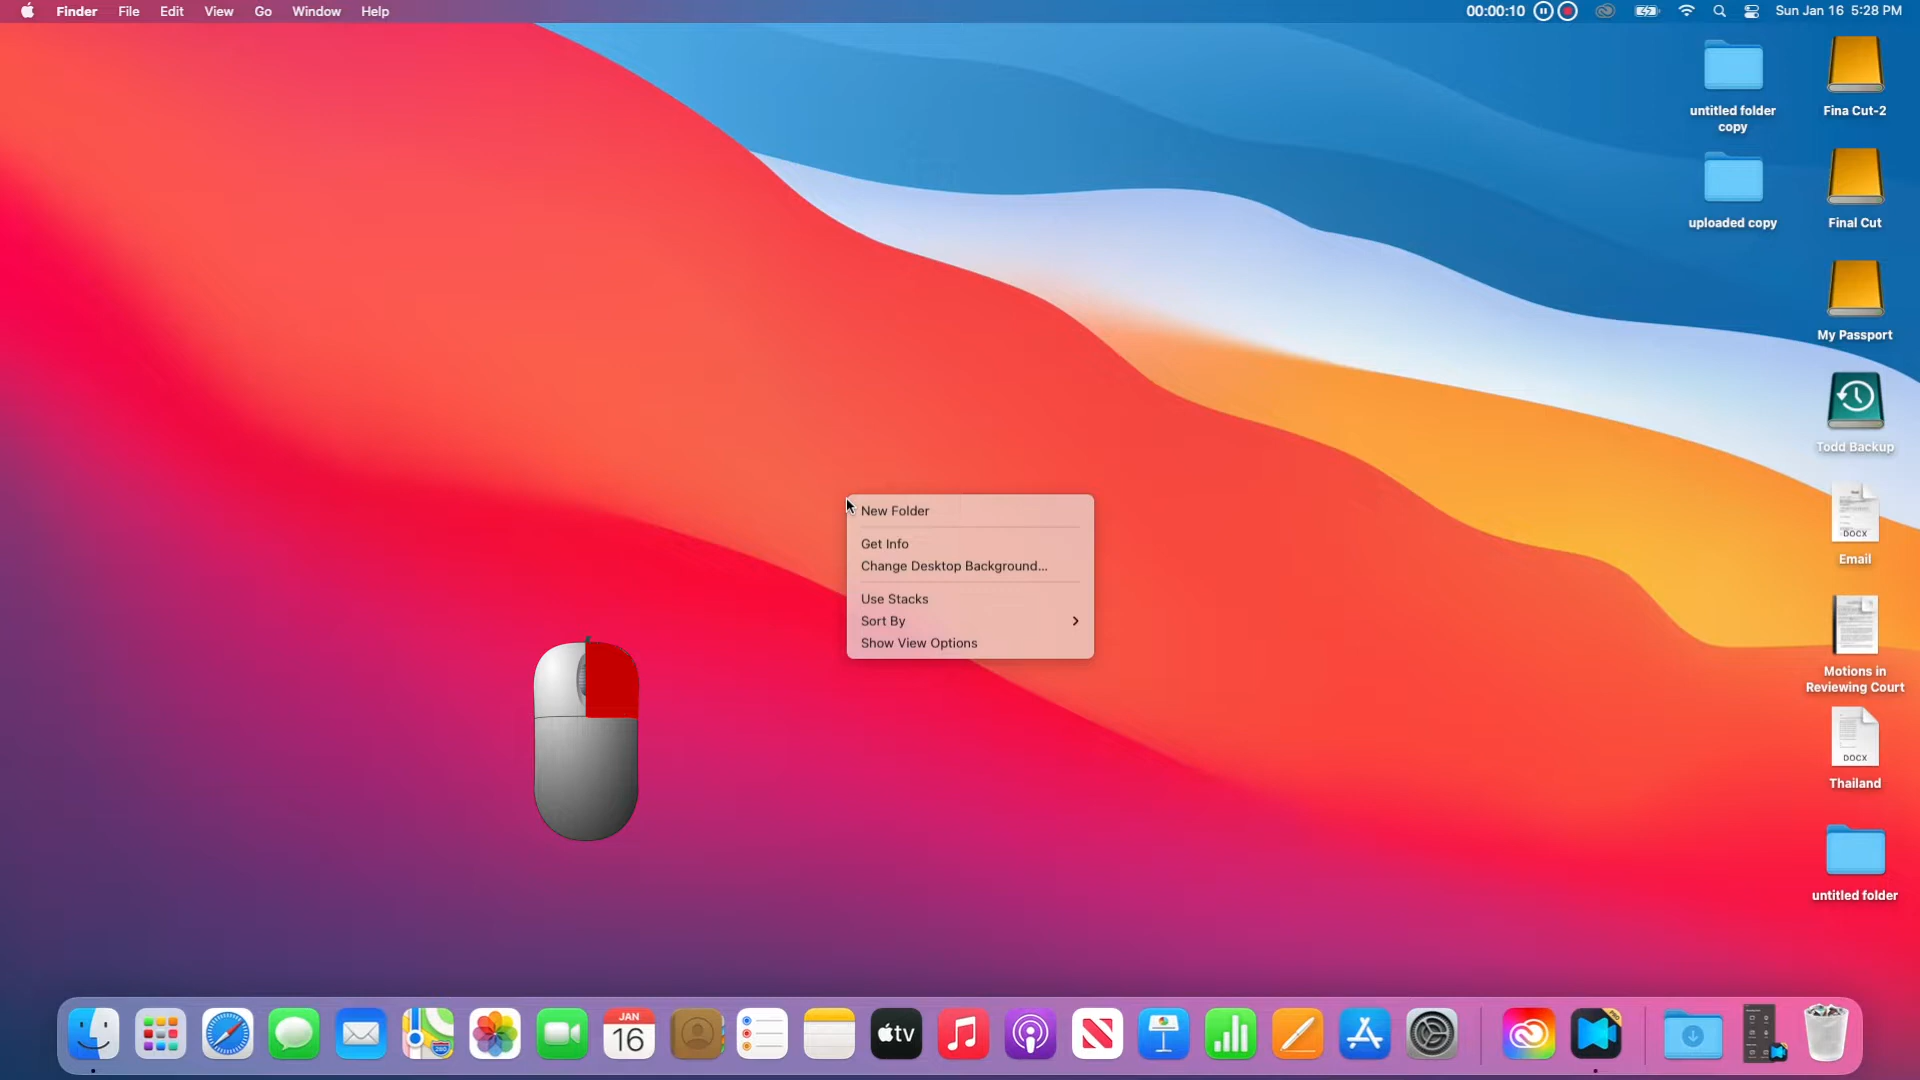 Finder File Edit View Go Window Help
00:00:10 Sun Jan 16 5:28 PM
untitled folder
copy
Fina Cut-2
uploaded copy
Final Cut
My Passport
Todd Backup
DOCX
Email
Motions in
Reviewing Court
DOCX
Thailand
untitled folder
New Folder
Get Info
Change Desktop Background...
Use Stacks
Sort By
Show View Options
280
JAN
16
tv
PRO